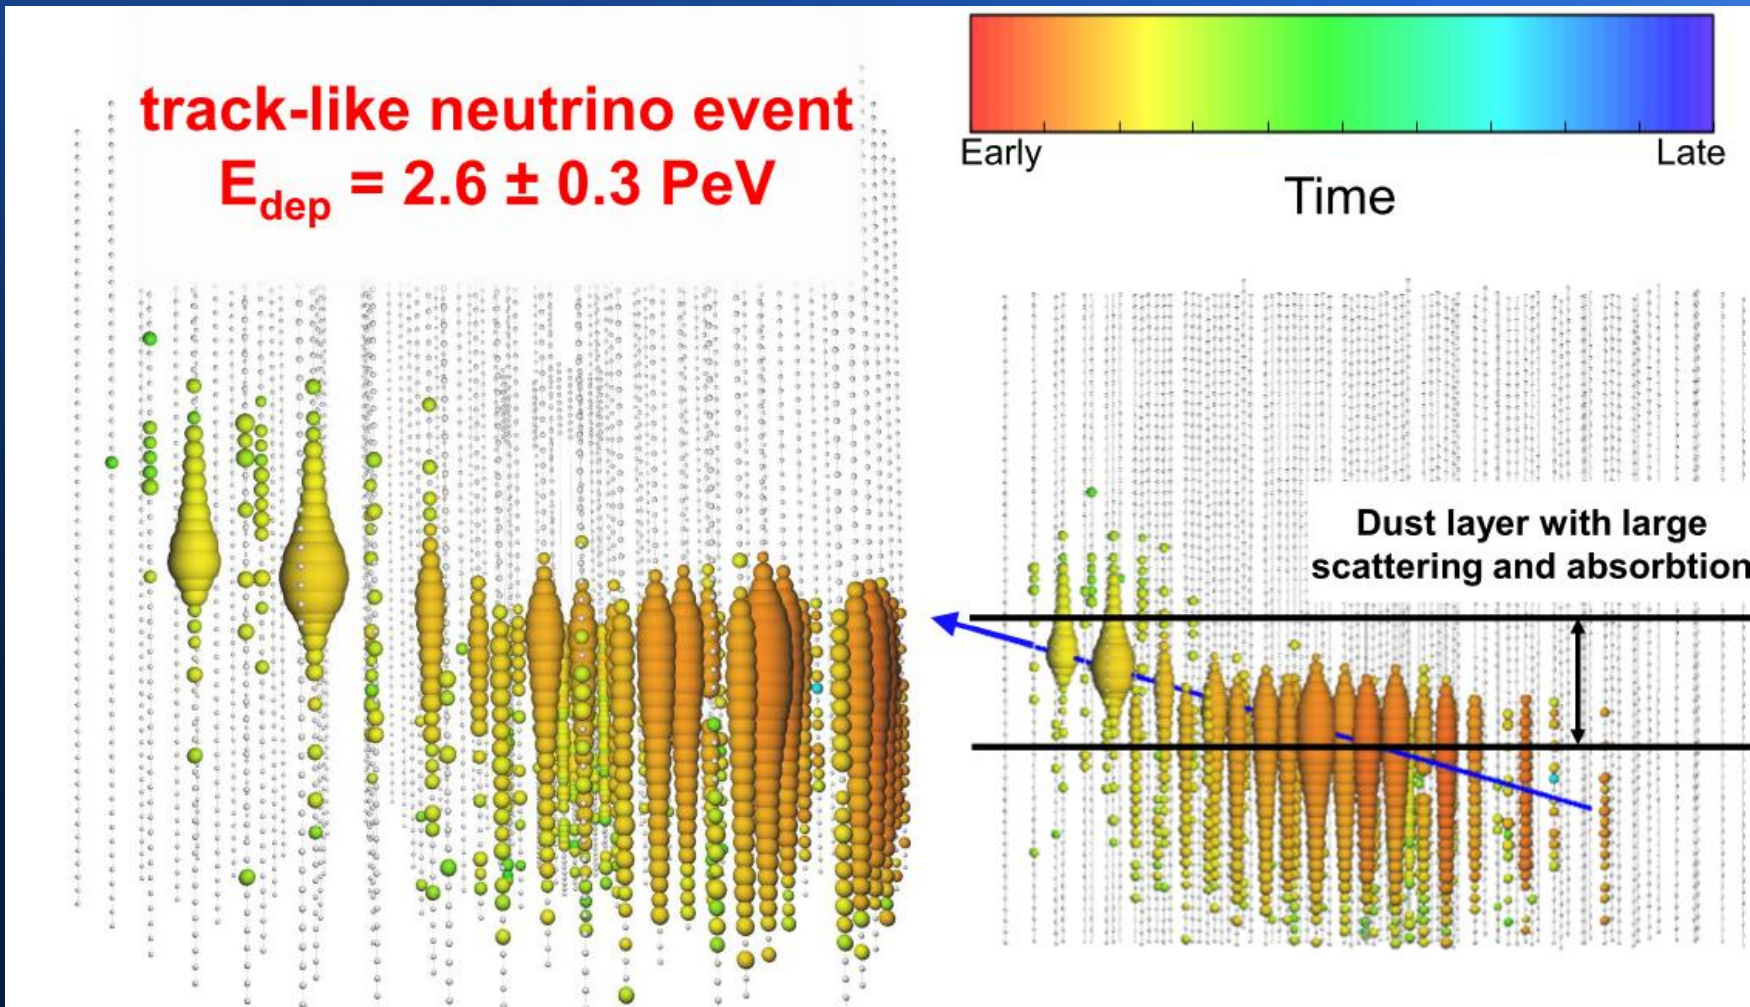 track-like neutrino event
E_dep = 2.6 ± 0.3 PeV
Early
Late
Time
Dust layer with large
scattering and absorbtion